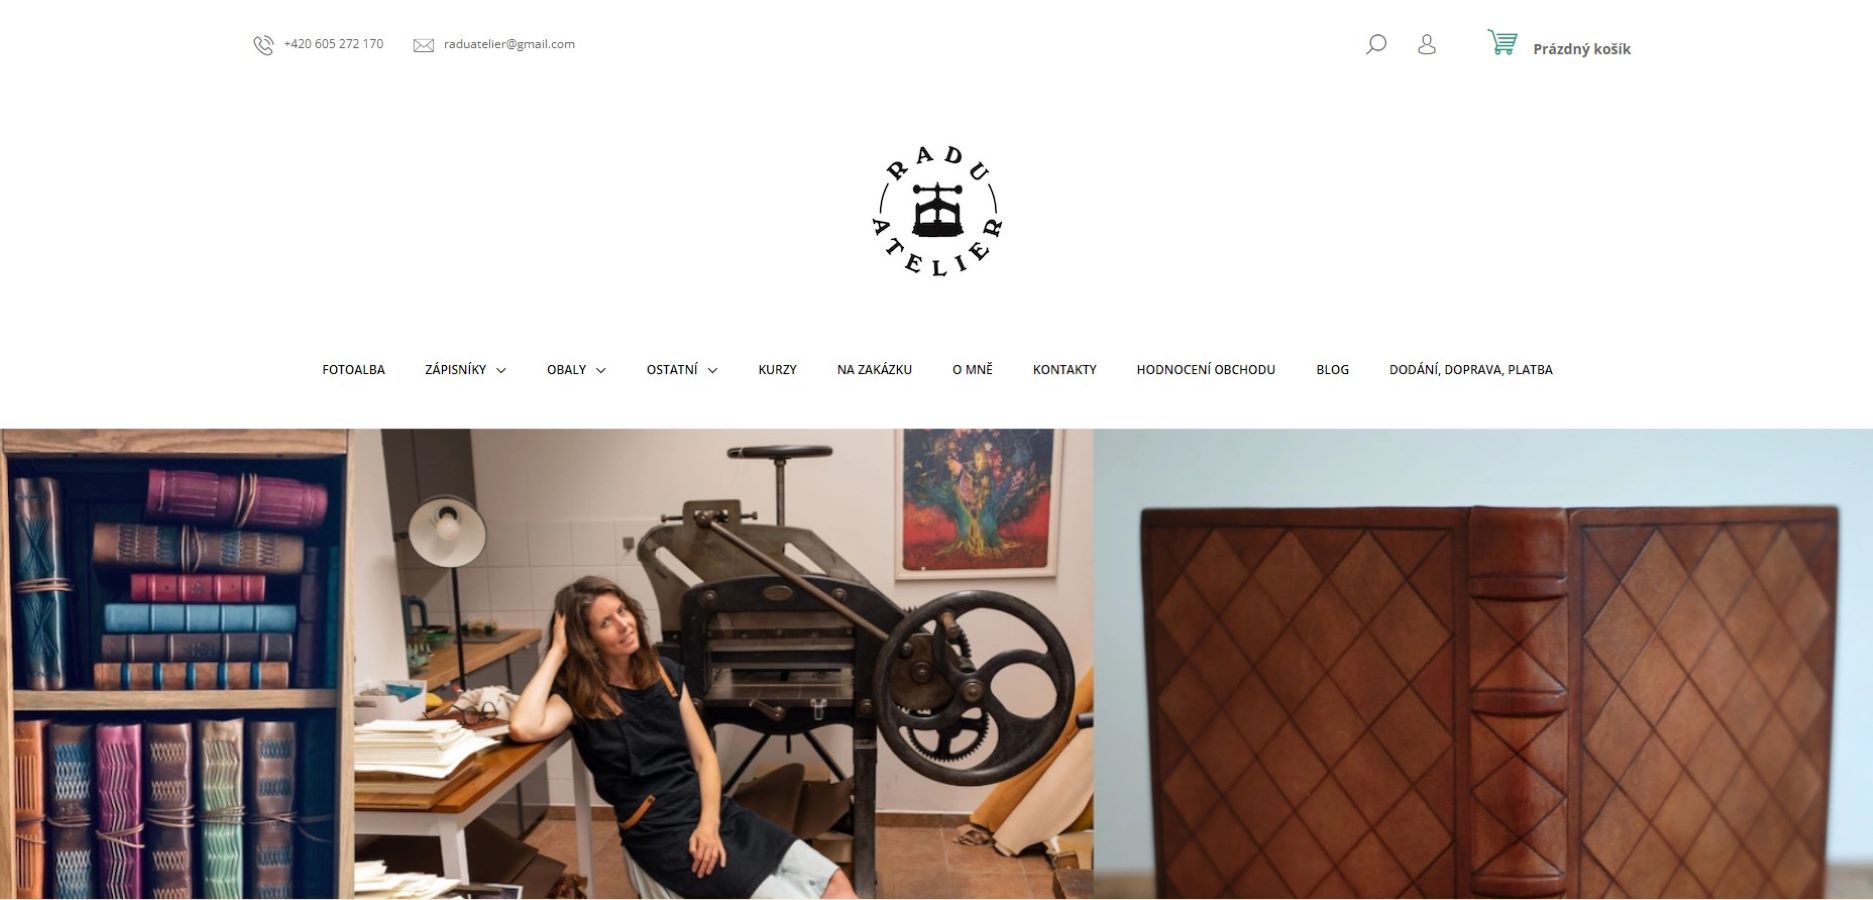 +420 605 272 170 raduatelier@gmail.com Prázdný košík
RADU
ATELIER
FOTOALBA ZÁPISNÍKY OBALY OSTATNÍ KURZY NA ZAKÁZKU O MNĚ KONTAKTY HODNOCENÍ OBCHODU BLOG DODÁNÍ, DOPRAVA, PLATBA